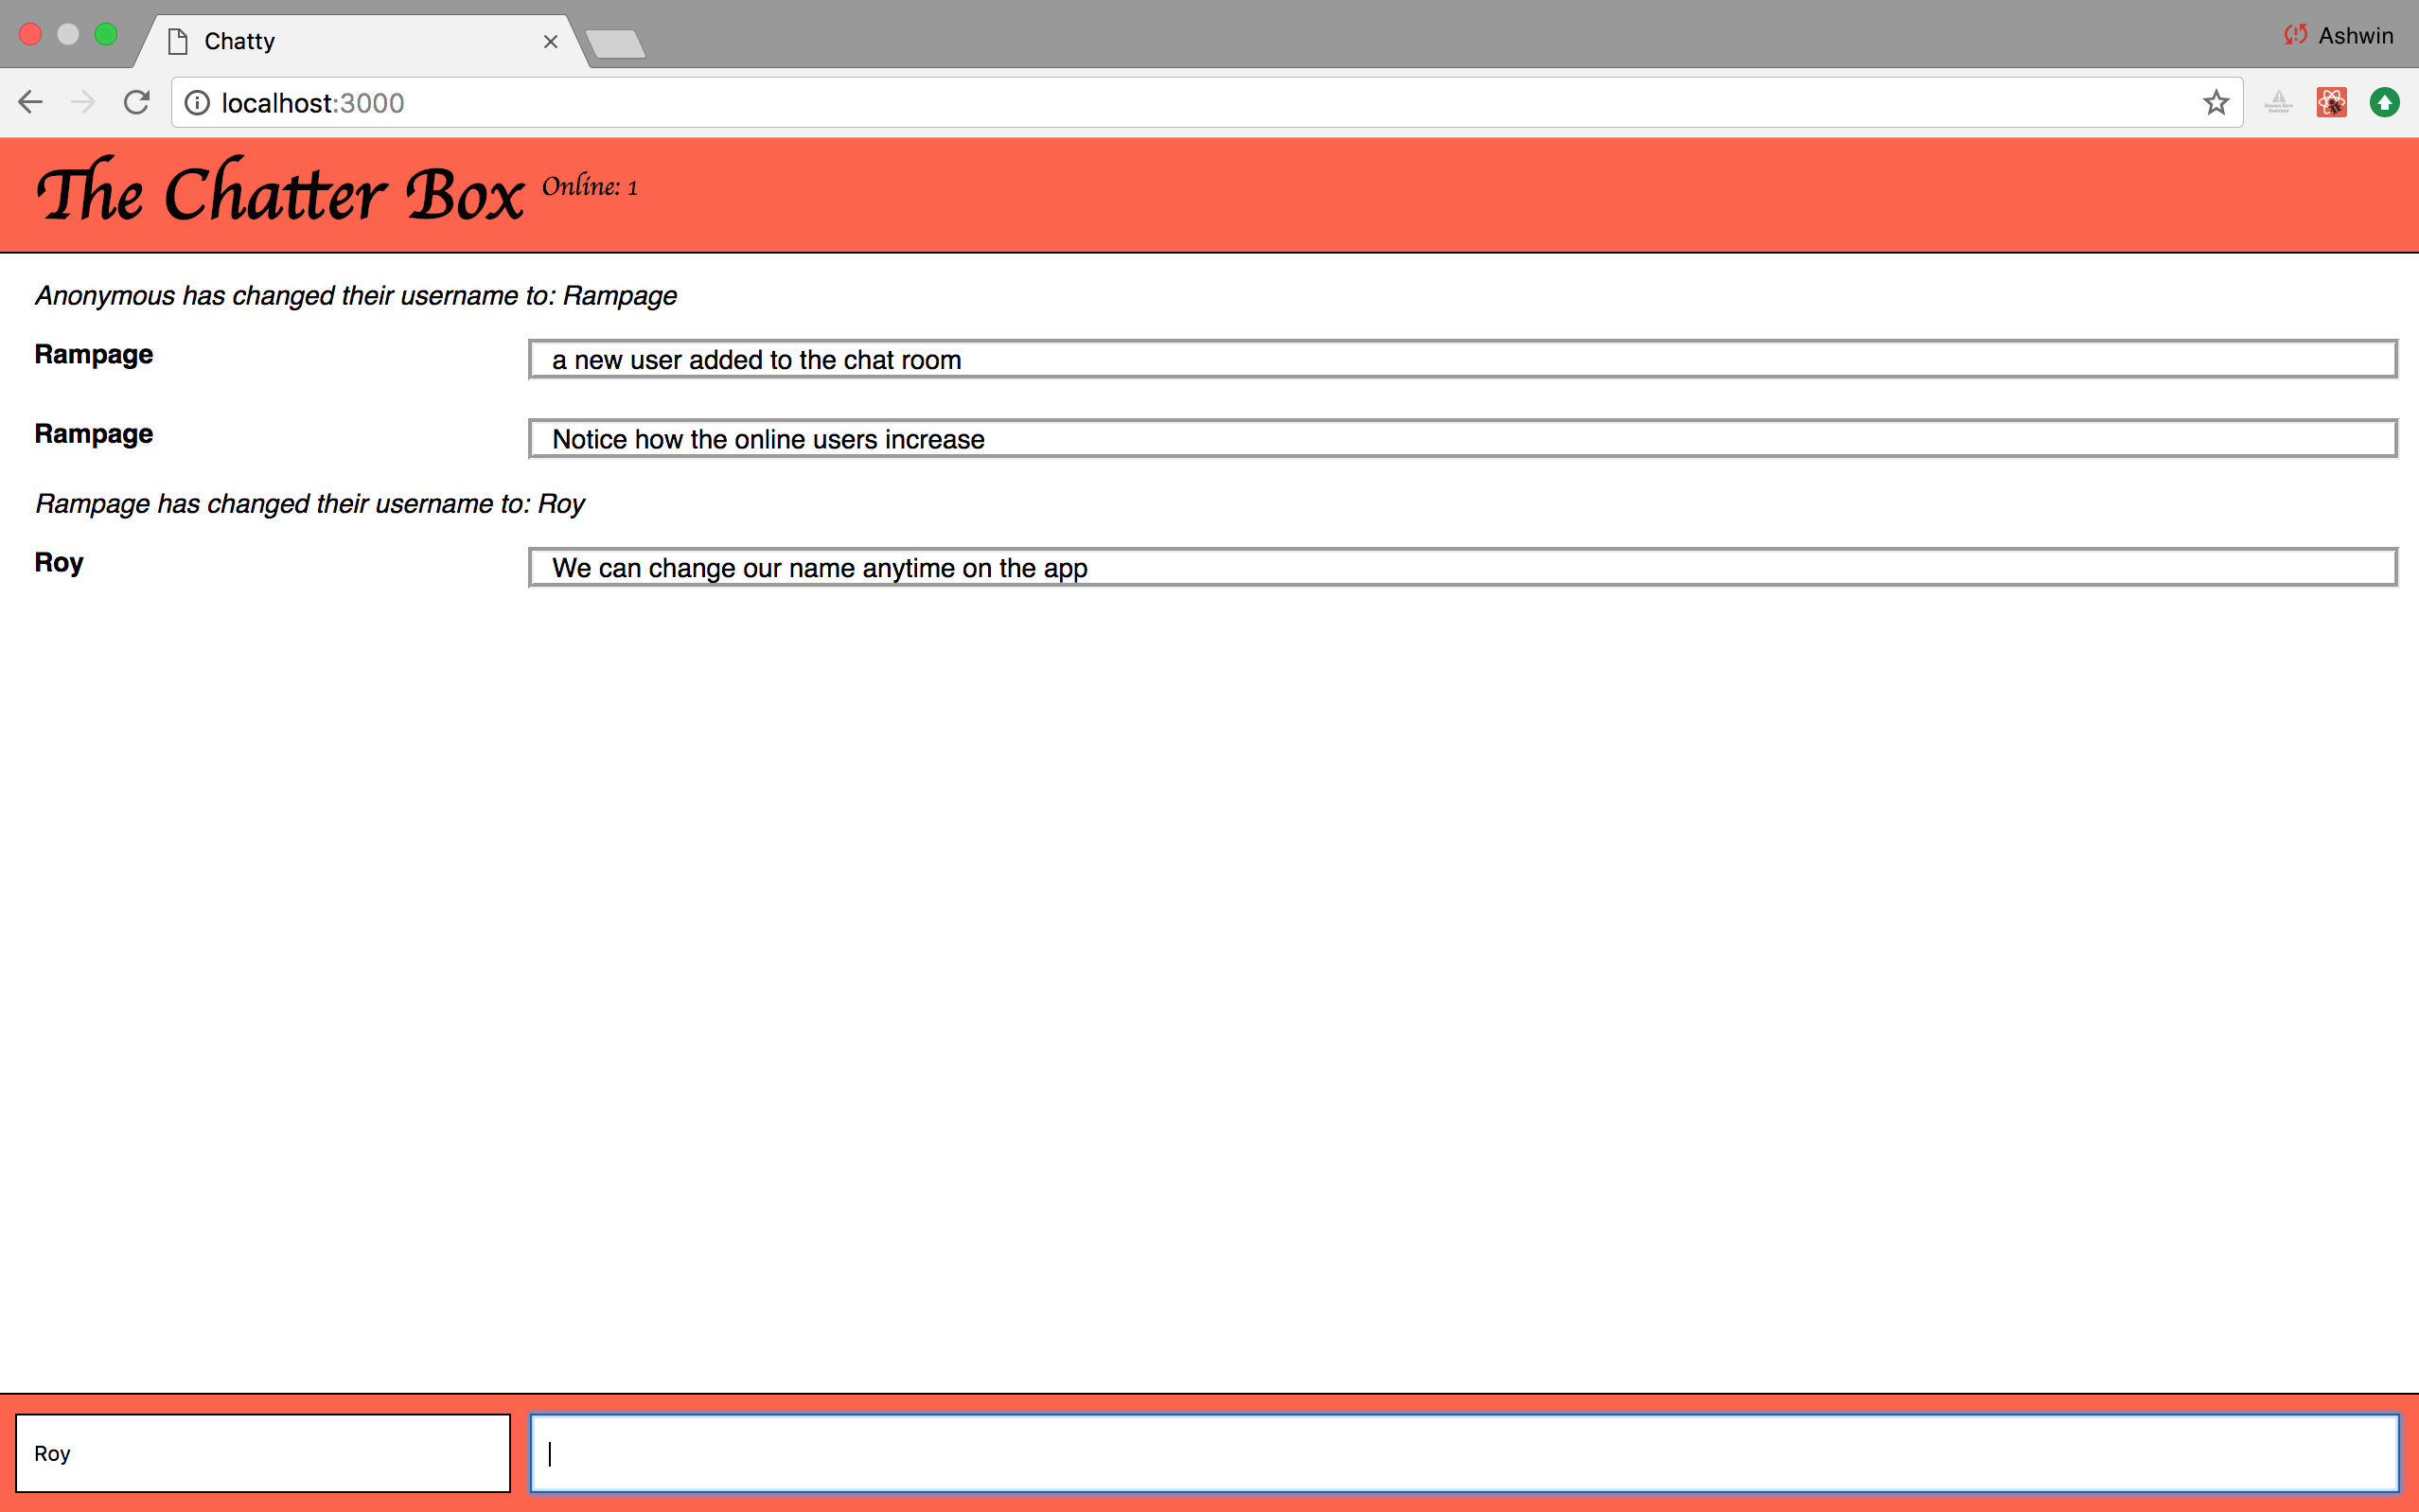 Chatty
Ashwin
localhost:3000
The Chatter Box Online: 1
Anonymous has changed their username to: Rampage
Rampage a new user added to the chat room
Rampage Notice how the online users increase
Rampage has changed their username to: Roy
Roy We can change our name anytime on the app
Roy